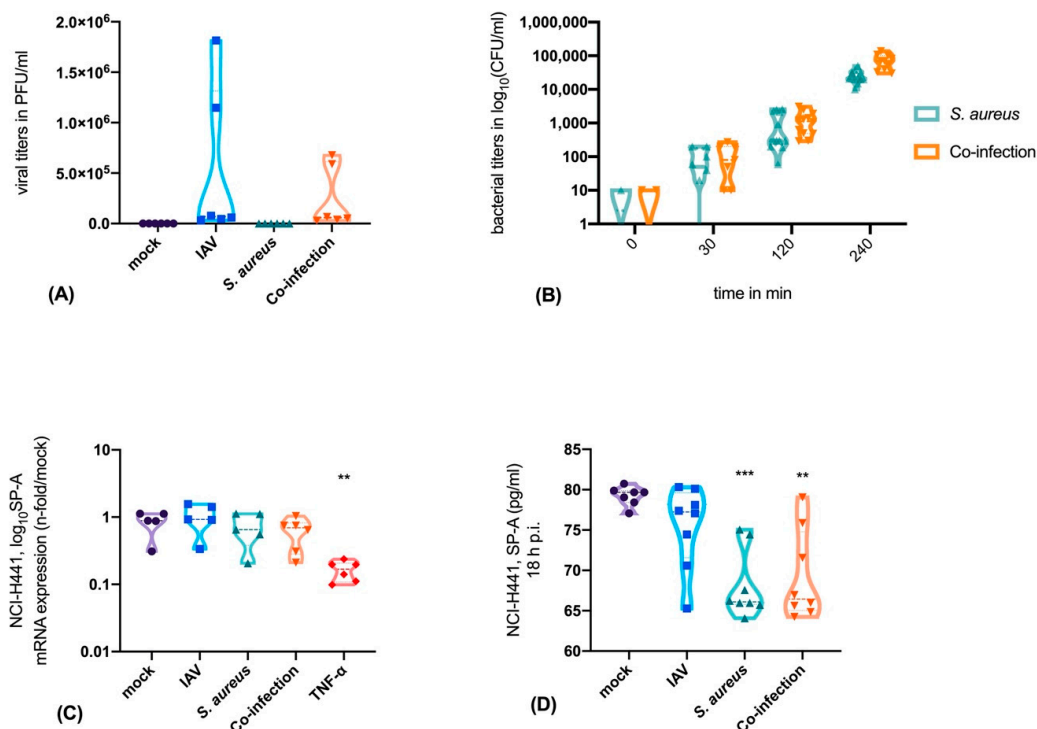 viral titers in PFU/ml
2.0×10⁶
1.5×10⁶
1.0×10⁶
5.0×10⁵
0.0
mock
IAV
S. aureus
Co-infection
(A)
bacterial titers in log₁₀(CFU/ml)
1,000,000
100,000
10,000
1,000
100
10
1
0
30
120
240
time in min
(B)
S. aureus
Co-infection
NCI-H441, log₁₀SP-A
mRNA expression (n-fold/mock)
10
1
0.1
0.01
**
mock
IAV
S. aureus
Co-infection
TNF-α
(C)
NCI-H441, SP-A (pg/ml)
18 h p.i.
85
80
75
70
65
60
***
**
mock
IAV
S. aureus
Co-infection
(D)